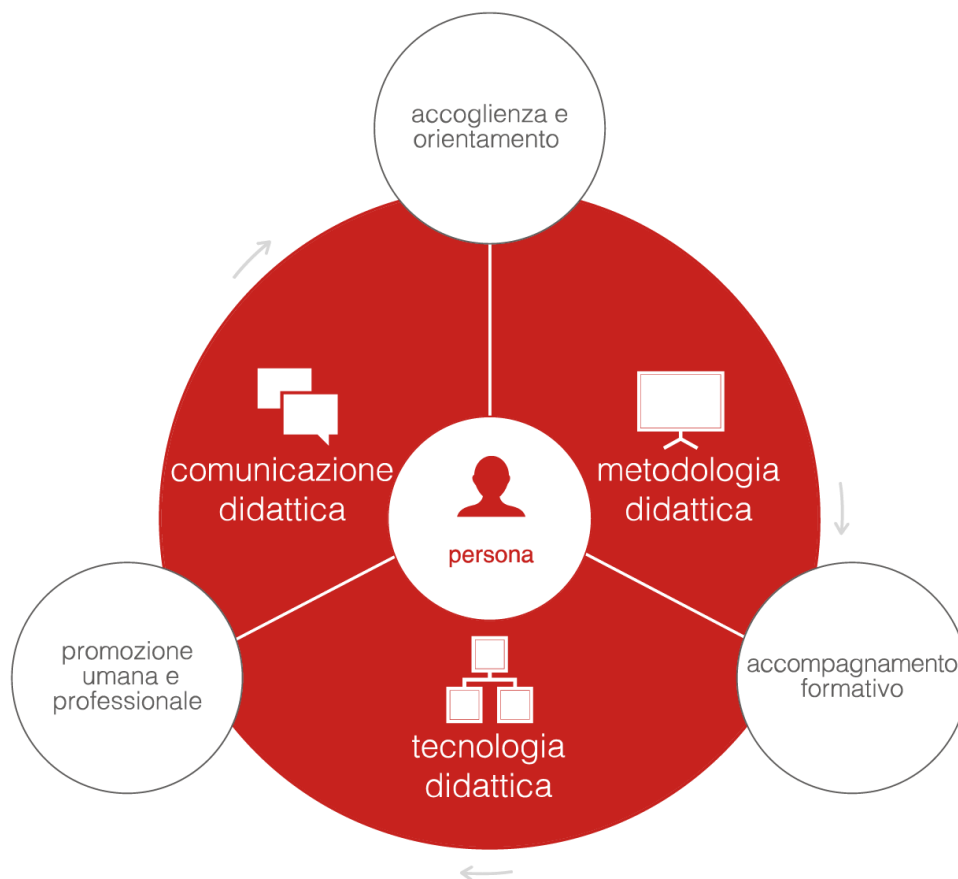 accoglienza e
orientamento
comunicazione
didattica
metodologia
didattica
persona
promozione
umana e
professionale
accompagnamento
formativo
tecnologia
didattica